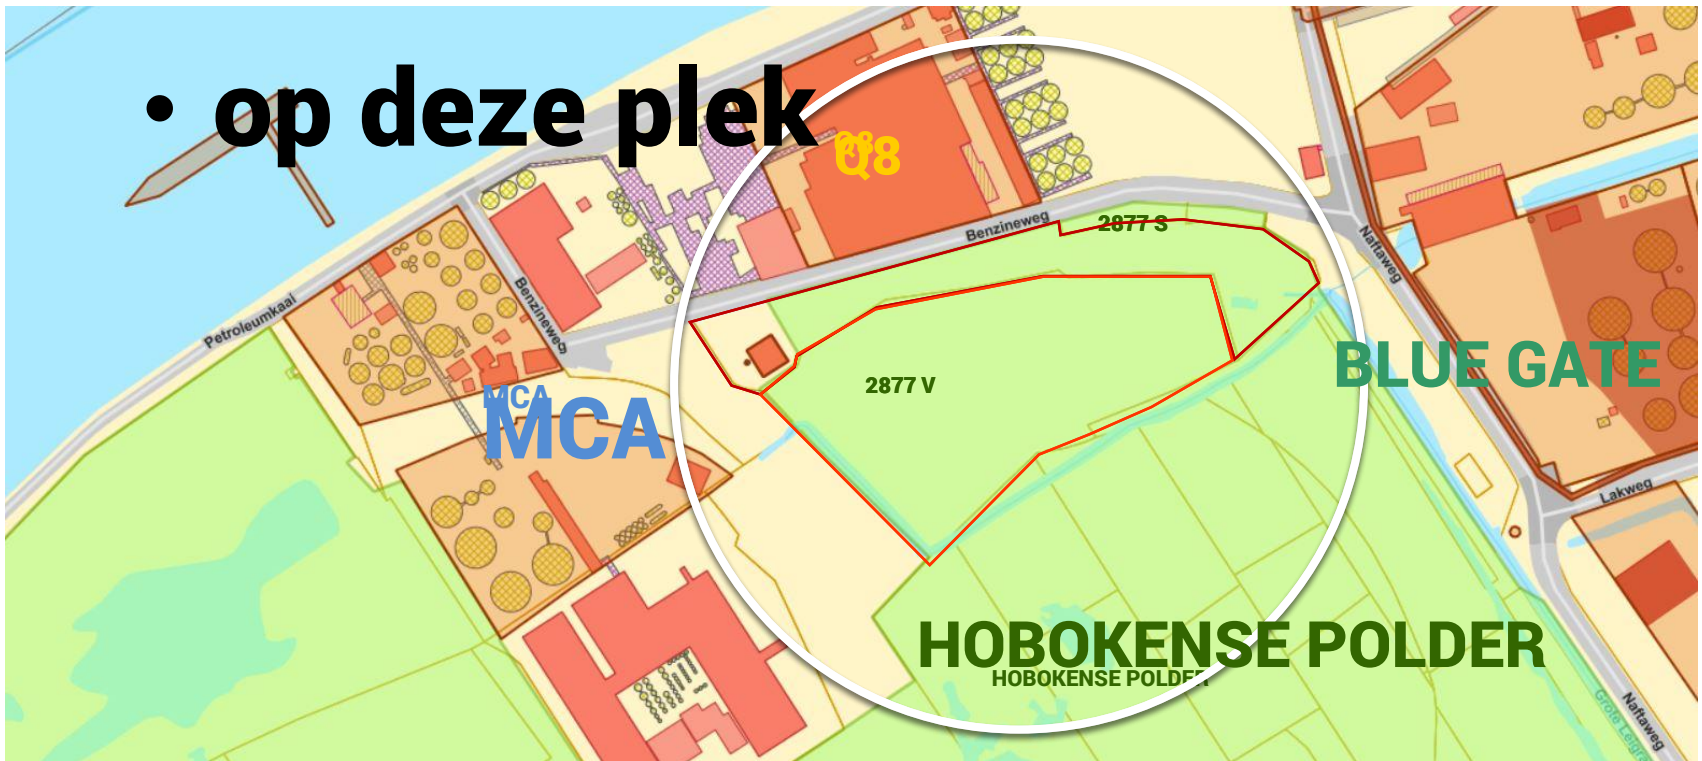 • op deze plek
Q8
Q8
2877 S
Benzineweg
Naftaweg
Benzineweg
Petroleumkaai
BLUE GATE
2877 V
MCA
MCA
Lakweg
HOBOKENSE POLDER
HOBOKENSE POLDER
Naftaweg